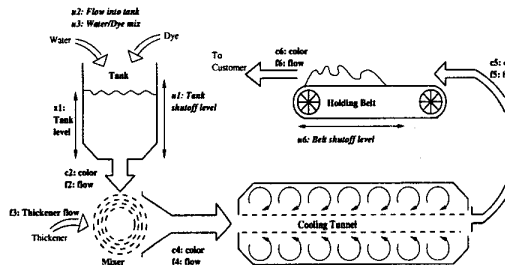 u2: Flow into tank
u3: Water/Dye mix
Water
Dye
Tank
x1:
Tank
level
u1: Tank
shutoff level
c2: color
f2: flow
f3: Thickener flow
Thickener
Mixer
c4: color
f4: flow
Cooling Tunnel
To
Customer
c6: color
f6: flow
Holding Belt
u6: Belt shutoff level
c5:
f5: